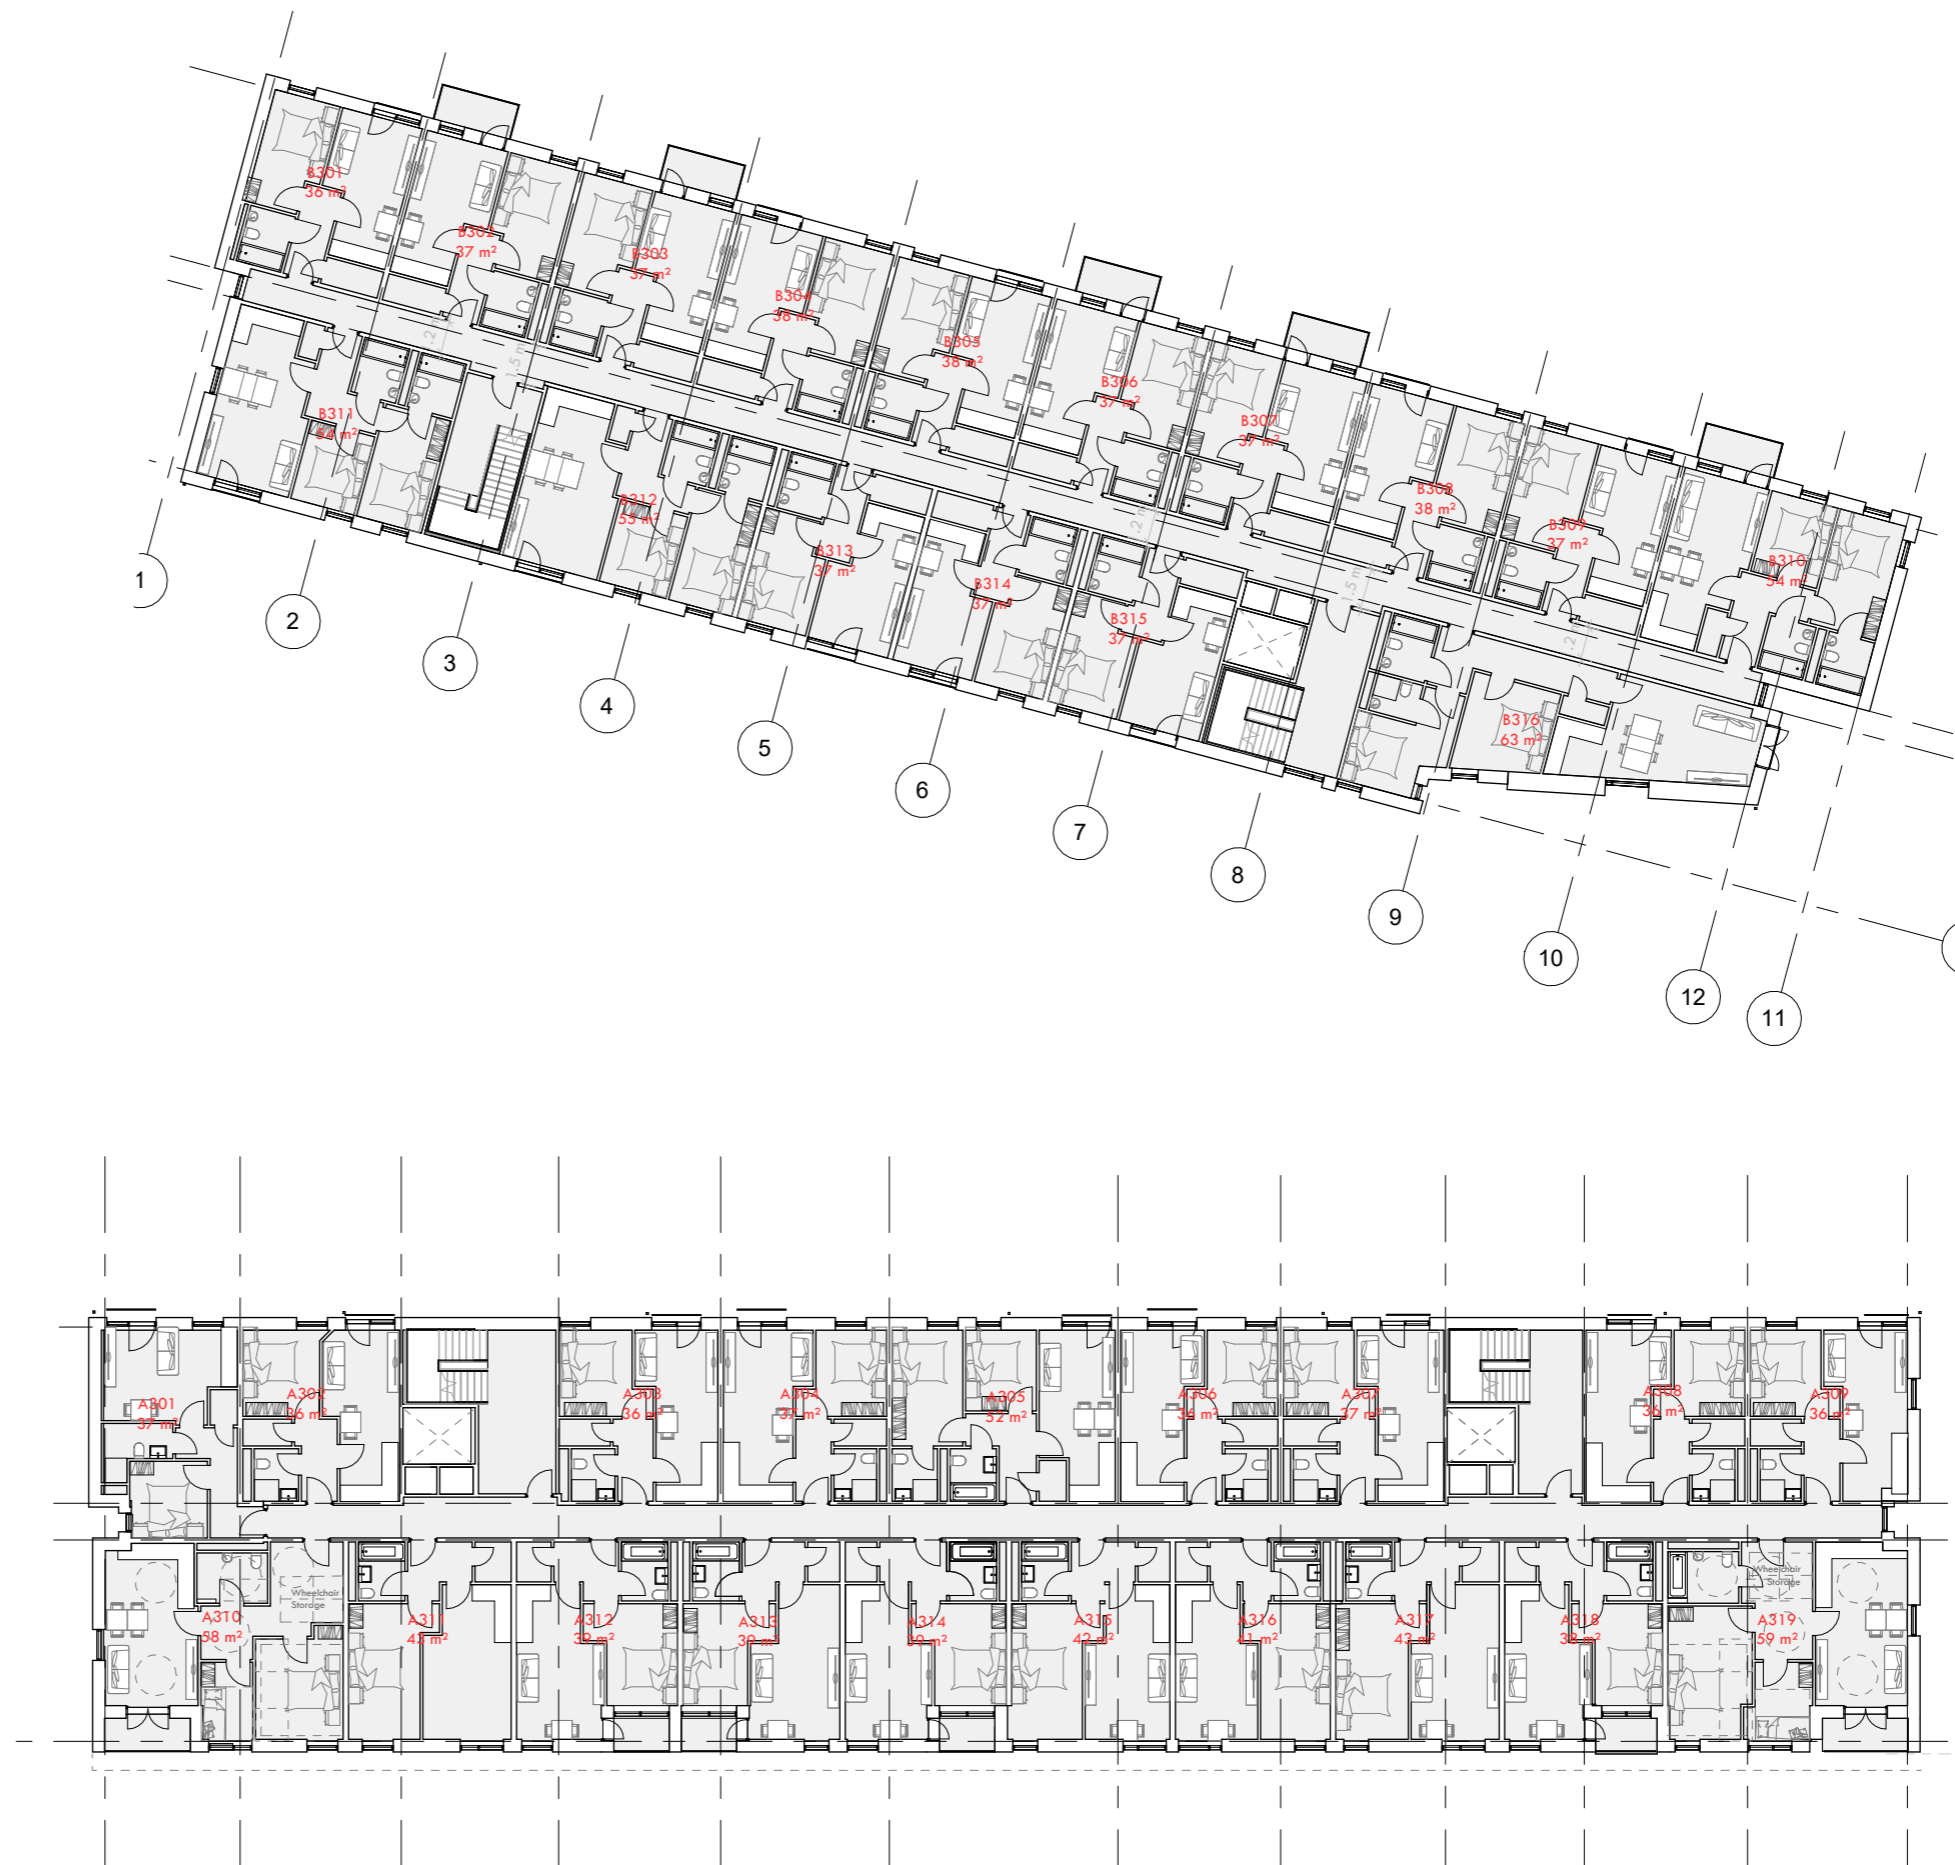 B301
36 m²
B302
37 m²
B303
37 m²
B304
38 m²
B305
38 m²
B306
37 m²
B307
37 m²
B308
38 m²
B309
37 m²
B310
54 m²
B311
54 m²
B312
55 m²
B313
37 m²
B314
37 m²
B315
37 m²
B316
63 m²
1.5 m
1.5 m
1
2
3
4
5
6
7
8
9
10
12
11
A301
37 m²
A302
36 m²
A303
36 m²
A304
37 m²
A305
52 m²
A306
36 m²
A307
37 m²
A308
36 m²
A309
36 m²
Wheelchair
Storage
Wheelchair
Storage
A310
58 m²
A311
43 m²
A312
39 m²
A313
39 m²
A314
39 m²
A315
42 m²
A316
41 m²
A317
43 m²
A318
38 m²
A319
59 m²